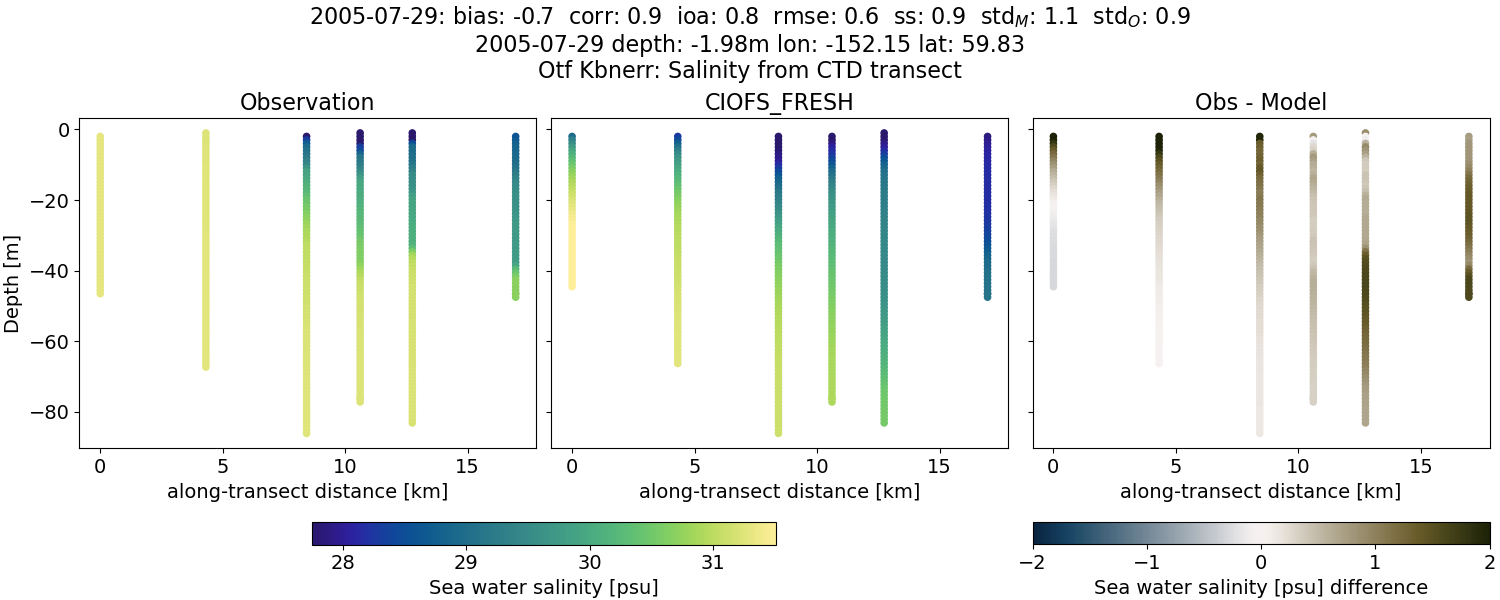 2005-07-29: bias: -0.7 corr: 0.9 ioa: 0.8 rmse: 0.6 ss: 0.9 std_M: 1.1 std_O: 0.9
2005-07-29 depth: -1.98m lon: -152.15 lat: 59.83
Otf Kbnerr: Salinity from CTD transect
Observation
CIOFS_FRESH
Obs - Model
Depth [m]
0
−20
−40
−60
−80
0 5 10 15
0 5 10 15
0 5 10 15
along-transect distance [km]
along-transect distance [km]
along-transect distance [km]
28 29 30 31
Sea water salinity [psu]
−2 −1 0 1 2
Sea water salinity [psu] difference